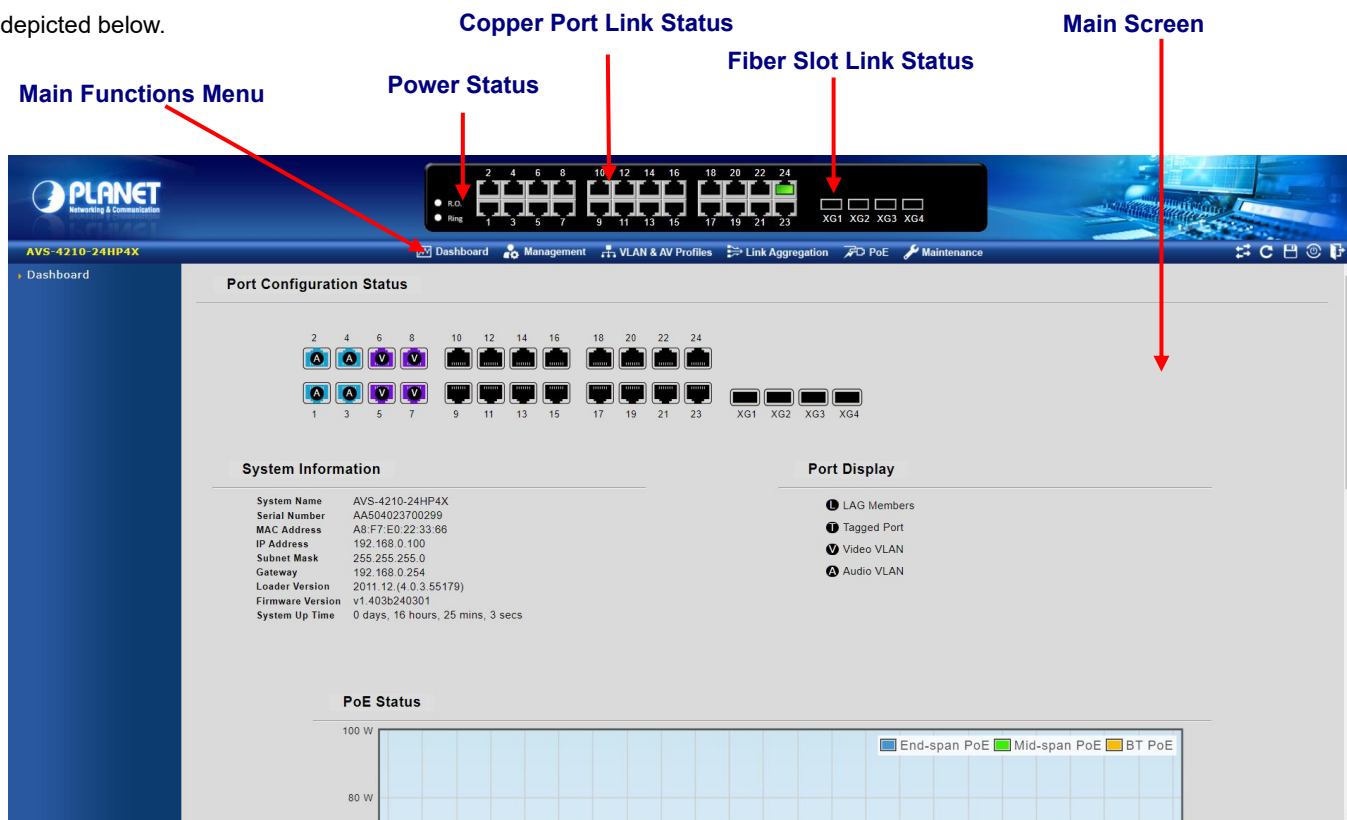 depicted below.
Copper Port Link Status
Main Screen
Fiber Slot Link Status
Power Status
Main Functions Menu
PLANET
Networking & Communication
2 4 6 8 10 12 14 16 18 20 22 24
R.O.
Ring
1 3 5 7 9 11 13 15 17 19 21 23 XG1 XG2 XG3 XG4
AVS-4210-24HP4X
Dashboard Management VLAN & AV Profiles Link Aggregation PoE Maintenance
Dashboard
Port Configuration Status
2 4 6 8 10 12 14 16 18 20 22 24
A A V V
A A V V
1 3 5 7 9 11 13 15 17 19 21 23 XG1 XG2 XG3 XG4
System Information
System Name AVS-4210-24HP4X
Serial Number AA504023700299
MAC Address A8:F7:E0:22:33:66
IP Address 192.168.0.100
Subnet Mask 255.255.255.0
Gateway 192.168.0.254
Loader Version 2011.12.(4.0.3.55179)
Firmware Version v1.403b240301
System Up Time 0 days, 16 hours, 25 mins, 3 secs
Port Display
L LAG Members
T Tagged Port
V Video VLAN
A Audio VLAN
PoE Status
100 W
End-span PoE Mid-span PoE BT PoE
80 W